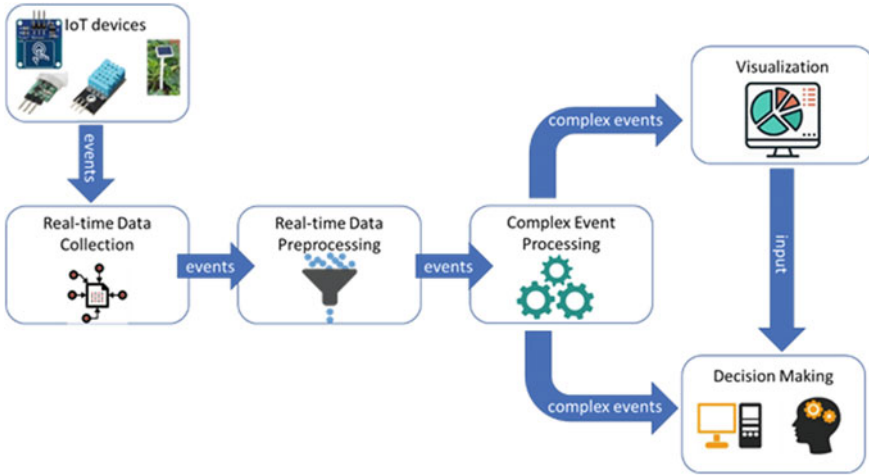 IoT devices
events
Real-time Data
Collection
events
Real-time Data
Preprocessing
events
Complex Event
Processing
complex events
Visualization
input
complex events
Decision Making